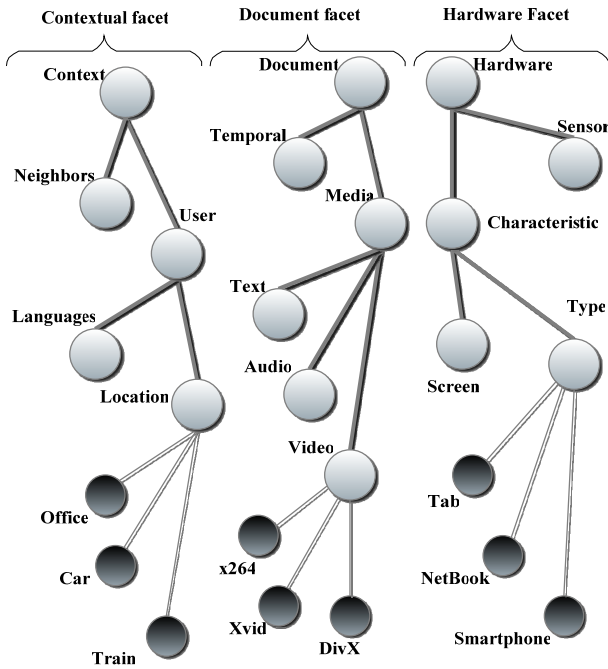 Contextual facet
Document facet
Hardware Facet
Context
Document
Hardware
Temporal
Sensor
Neighbors
Media
User
Characteristic
Text
Languages
Type
Audio
Location
Screen
Video
Office
Tab
x264
Car
NetBook
Xvid
DivX
Smartphone
Train